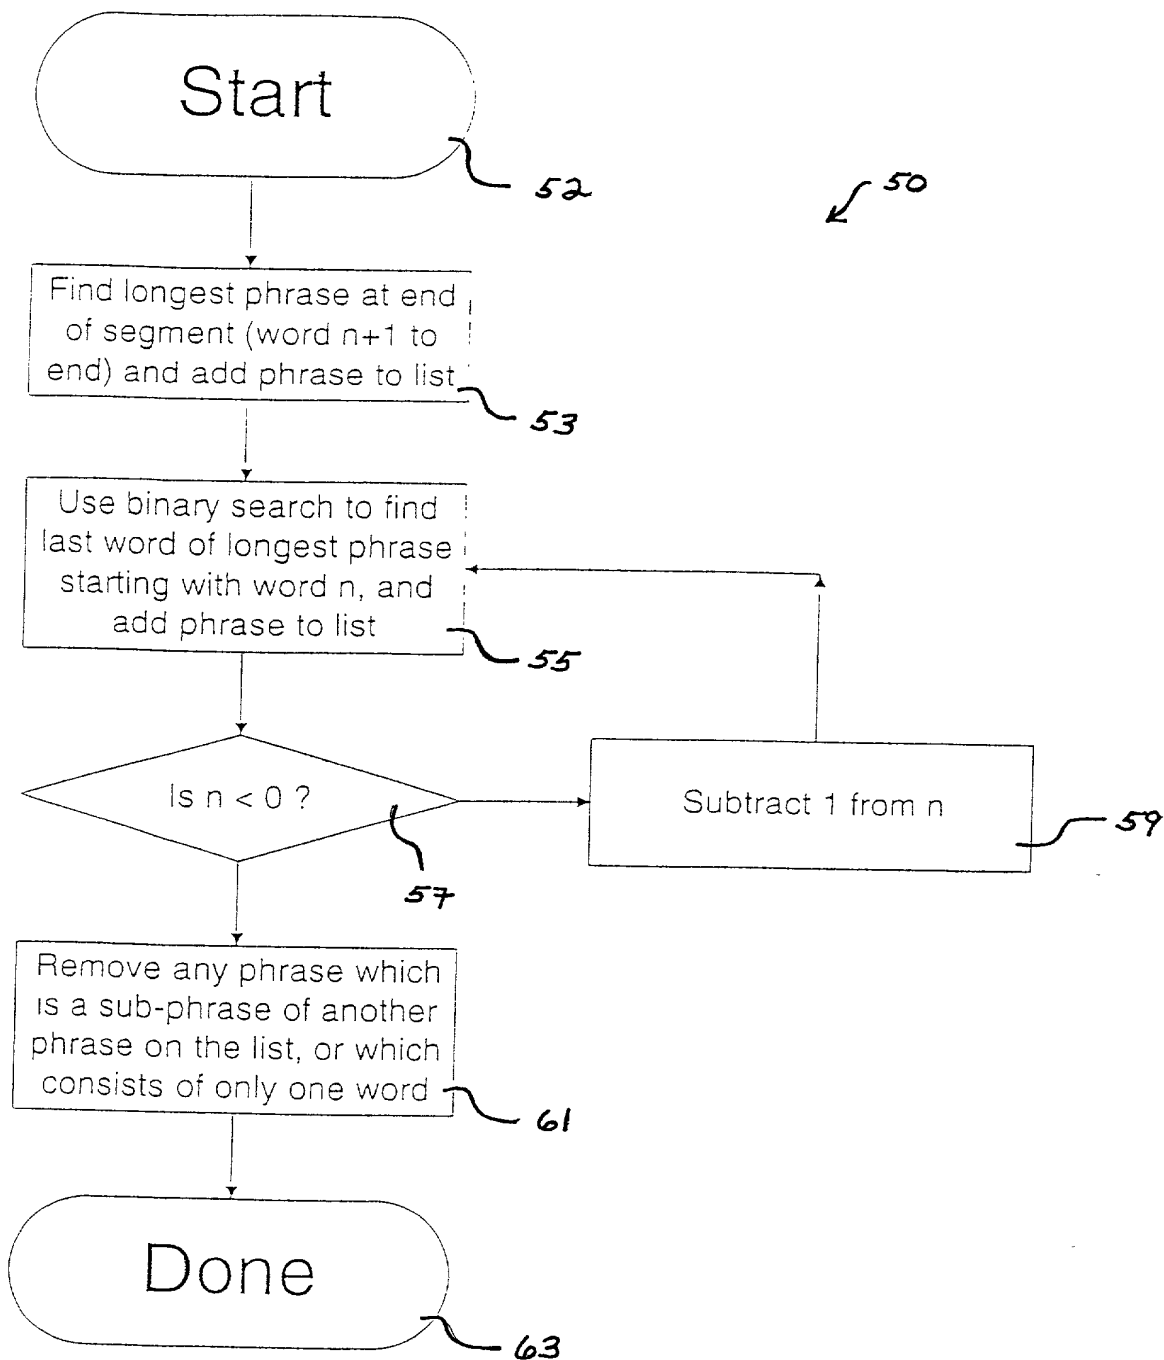 Start
52
50
Find longest phrase at end
of segment (word n+1 to
end) and add phrase to list
53
Use binary search to find
last word of longest phrase
starting with word n, and
add phrase to list
55
Is n < 0 ?
57
Subtract 1 from n
59
Remove any phrase which
is a sub-phrase of another
phrase on the list, or which
consists of only one word
61
Done
63